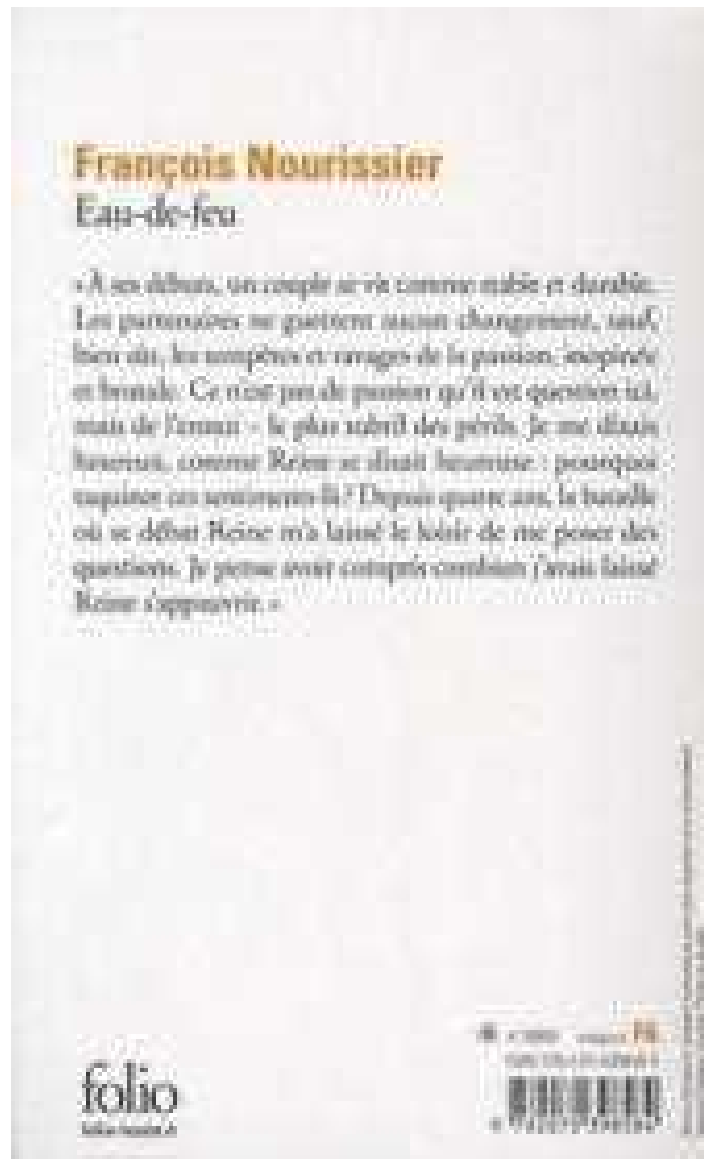 François Nourissier
Eau-de-feu
« À ses débuts, un couple se vit comme stable et durable.
Les partenaires ne guettent aucun changement, sauf,
bien sûr, les tempêtes et ravages de la passion, inopinée
et brutale. Ce n'est pas de passion qu'il est question ici,
mais de l'amour - le plus subtil des périls. Je me disais
heureux, comme Reine se disait heureuse : pourquoi
taquiner ces sentiments-là ? Depuis quatre ans, la bataille
où se débat Reine m'a laissé le loisir de me poser des
questions. Je pense avoir compris combien j'avais laissé
Reine s'appauvrir. »
folio